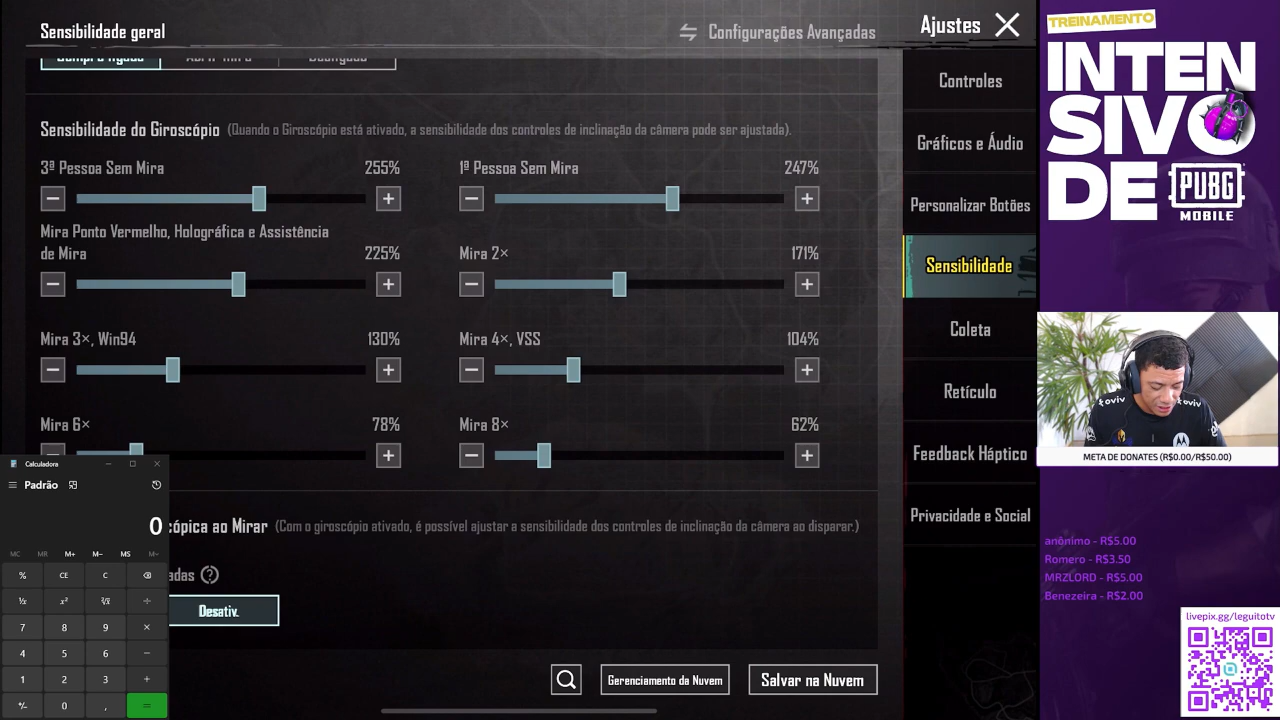 Sensibilidade geral
Configurações Avançadas
Ajustes
Sensibilidade do Giroscópio (Quando o Giroscópio está ativado, a sensibilidade dos controles de inclinação da câmera pode ser ajustada).
3ª Pessoa Sem Mira 255%
1ª Pessoa Sem Mira 247%
Mira Ponto Vermelho, Holográfica e Assistência
de Mira 225%
Mira 2× 171%
Mira 3×, Win94 130%
Mira 4×, VSS 104%
Mira 6× 78%
Mira 8× 62%
cópica ao Mirar (Com o giroscópio ativado, é possível ajustar a sensibilidade dos controles de inclinação da câmera ao disparar.)
adas ?
Desativ.
Gerenciamento da Nuvem
Salvar na Nuvem
Controles
Gráficos e Áudio
Personalizar Botões
Sensibilidade
Coleta
Retículo
Feedback Háptico
Privacidade e Social
Calculadora
Padrão
0
MC MR M+ M− MS M˅
% CE C ⌫
¹/x x² ²√x ÷
7 8 9 ×
4 5 6 −
1 2 3 +
+/− 0 , =
TREINAMENTO
INTEN
SIVO
DE PUBG
MOBILE
oviv oviv
META DE DONATES (R$0.00/R$50.00)
anônimo - R$5.00
Romero - R$3.50
MRZLORD - R$5.00
Benezeira - R$2.00
livepix.gg/leguitotv